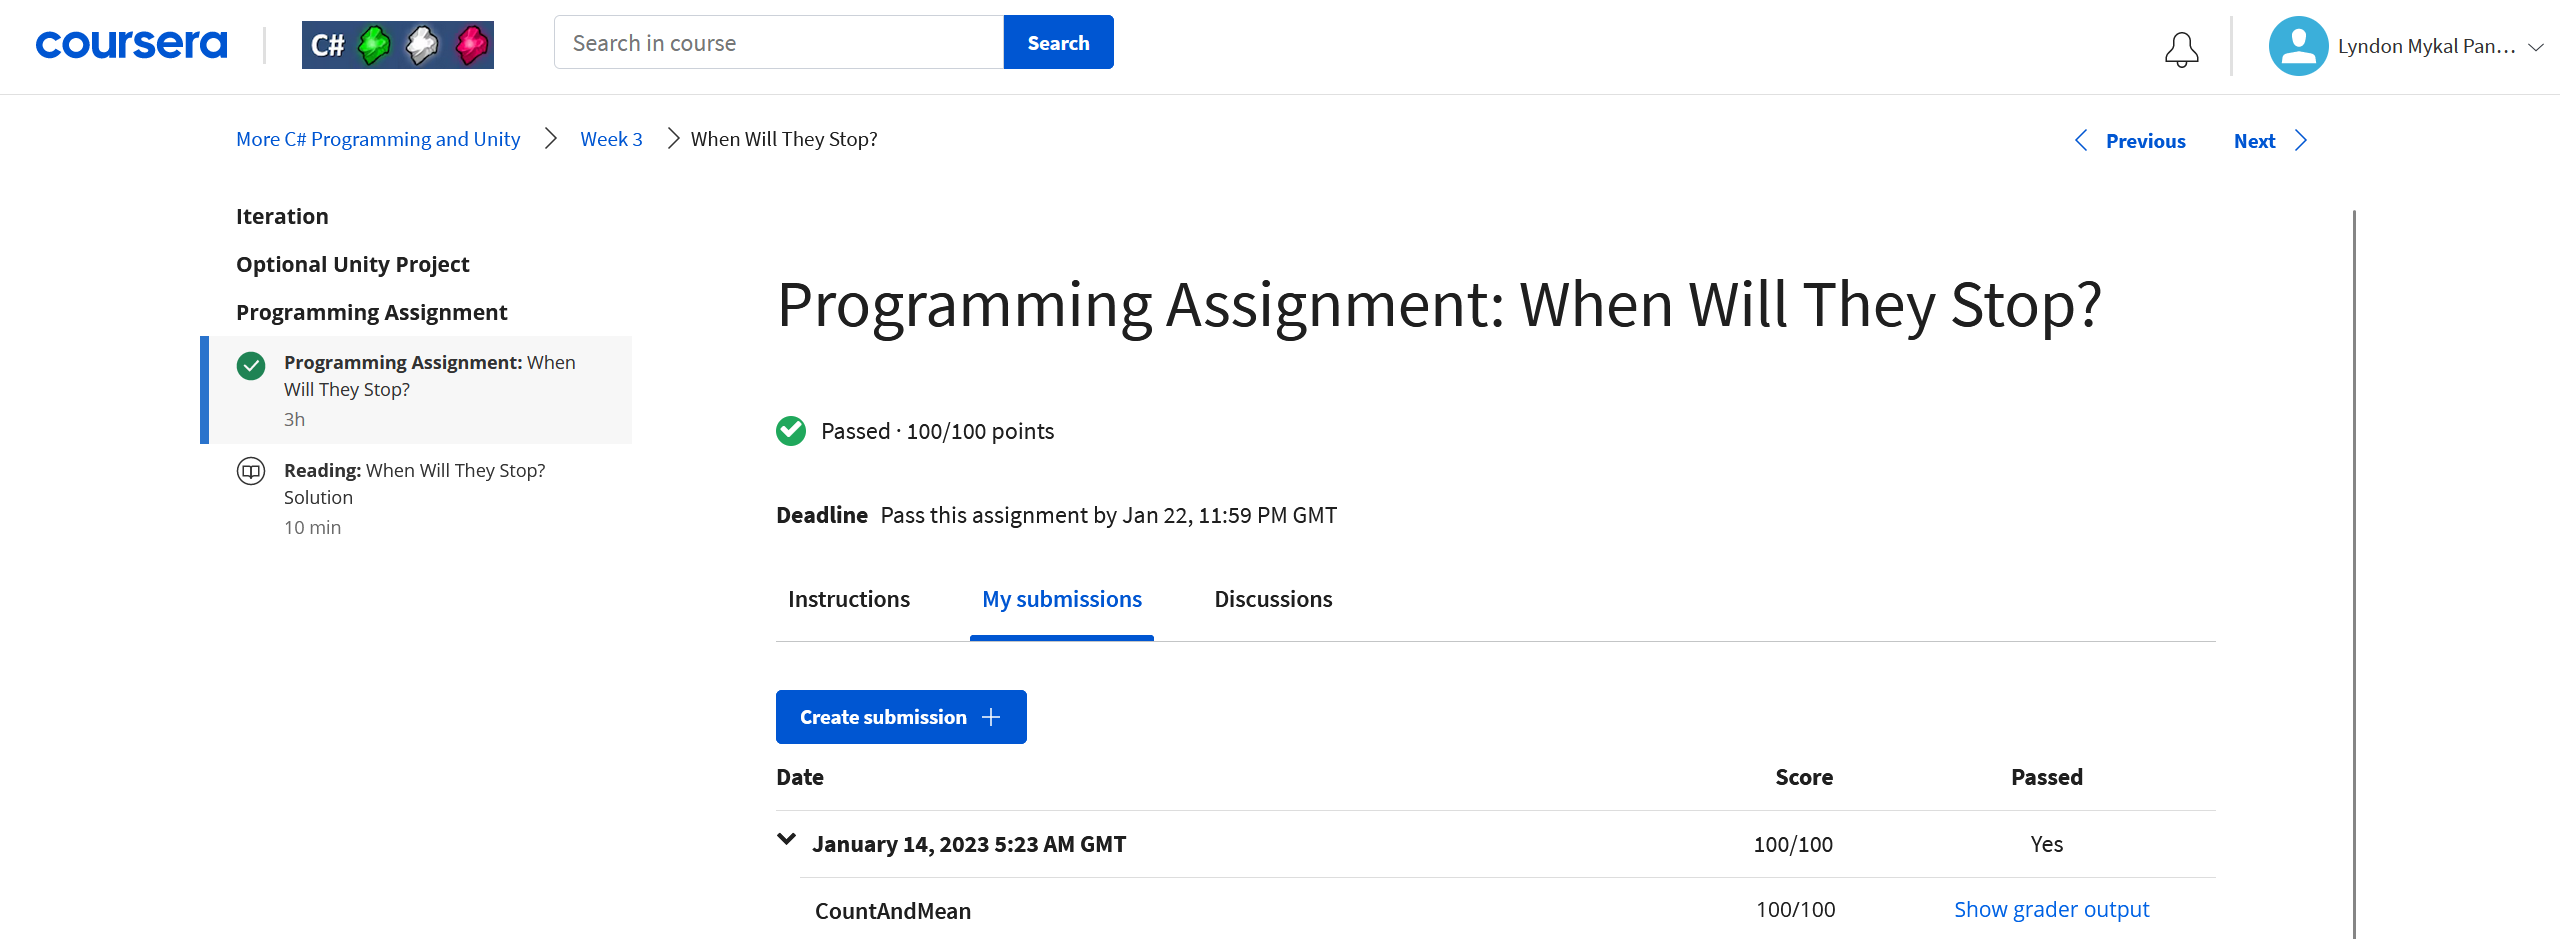 coursera
C#
Search in course
Search
Lyndon Mykal Pan...
More C# Programming and Unity
Week 3
When Will They Stop?
Previous
Next
Iteration
Optional Unity Project
Programming Assignment
Programming Assignment: When
Will They Stop?
3h
Reading: When Will They Stop?
Solution
10 min
Programming Assignment: When Will They Stop?
Passed · 100/100 points
Deadline Pass this assignment by Jan 22, 11:59 PM GMT
Instructions
My submissions
Discussions
Create submission
Date Score Passed
January 14, 2023 5:23 AM GMT 100/100 Yes
CountAndMean 100/100 Show grader output